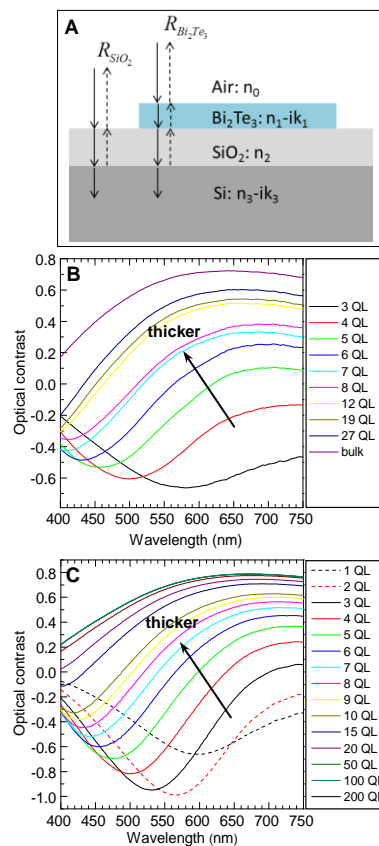 A
R_{SiO_2}
R_{Bi_2Te_3}
Air: n₀
Bi₂Te₃: n₁-ik₁
SiO₂: n₂
Si: n₃-ik₃
B
0.8
0.6
0.4
0.2
0.0
-0.2
-0.4
-0.6
Optical contrast
thicker
400 450 500 550 600 650 700 750
Wavelength (nm)
3 QL
4 QL
5 QL
6 QL
7 QL
8 QL
12 QL
19 QL
27 QL
bulk
C
0.8
0.6
0.4
0.2
0.0
-0.2
-0.4
-0.6
-0.8
-1.0
Optical contrast
thicker
400 450 500 550 600 650 700 750
Wavelength (nm)
1 QL
2 QL
3 QL
4 QL
5 QL
6 QL
7 QL
8 QL
9 QL
10 QL
15 QL
20 QL
50 QL
100 QL
200 QL